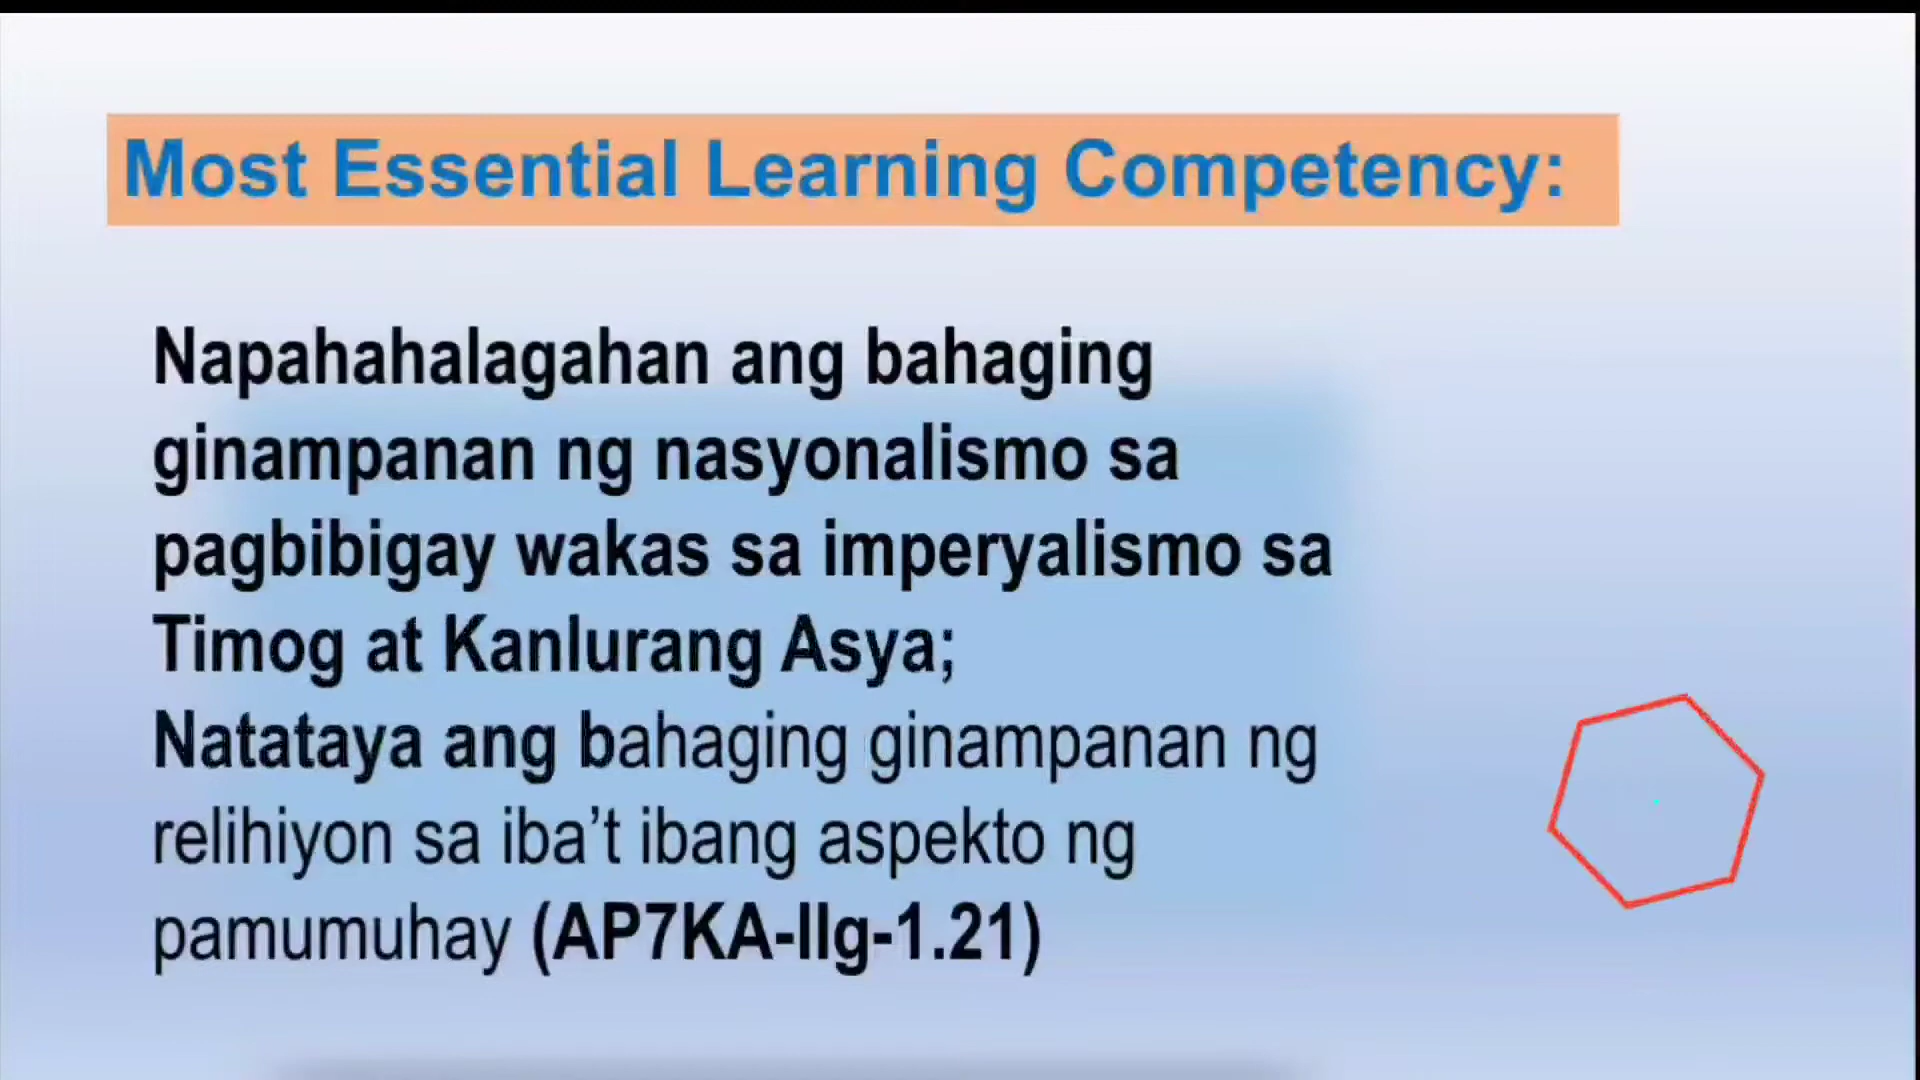 Most Essential Learning Competency:
Napahahalagahan ang bahaging
ginampanan ng nasyonalismo sa
pagbibigay wakas sa imperyalismo sa
Timog at Kanlurang Asya;
Natataya ang bahaging ginampanan ng
relihiyon sa iba’t ibang aspekto ng
pamumuhay (AP7KA-IIg-1.21)